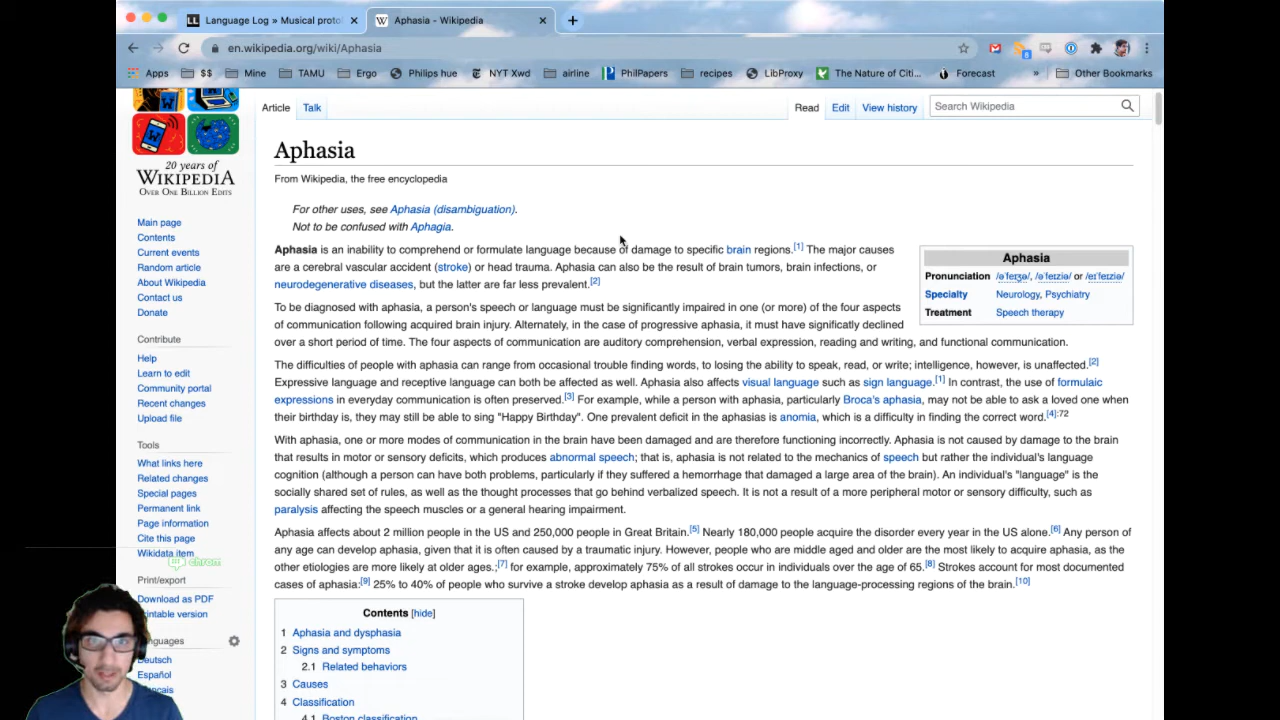 Language Log » Musical proto
Aphasia - Wikipedia
en.wikipedia.org/wiki/Aphasia
8
Apps $$ Mine TAMU Ergo Philips hue NYT Xwd airline PhilPapers recipes LibProxy The Nature of Citi... Forecast » Other Bookmarks
Article Talk Read Edit View history Search Wikipedia
20 years of
WIKIPEDIA
OVER ONE BILLION EDITS
Main page
Contents
Current events
Random article
About Wikipedia
Contact us
Donate
Contribute
Help
Learn to edit
Community portal
Recent changes
Upload file
Tools
What links here
Related changes
Special pages
Permanent link
Page information
Cite this page
Wikidata item
chrom
Print/export
Download as PDF
rintable version
nguages
Deutsch
Español
ançais
Aphasia
From Wikipedia, the free encyclopedia
For other uses, see Aphasia (disambiguation).
Not to be confused with Aphagia.
Aphasia is an inability to comprehend or formulate language because of damage to specific brain regions.[1] The major causes
are a cerebral vascular accident (stroke) or head trauma. Aphasia can also be the result of brain tumors, brain infections, or
neurodegenerative diseases, but the latter are far less prevalent.[2]
Aphasia
Pronunciation /əˈfeɪʒə/, /əˈfeɪziə/ or /eɪˈfeɪziə/
Specialty Neurology, Psychiatry
Treatment Speech therapy
To be diagnosed with aphasia, a person's speech or language must be significantly impaired in one (or more) of the four aspects
of communication following acquired brain injury. Alternately, in the case of progressive aphasia, it must have significatly declined
over a short period of time. The four aspects of communication are auditory comprehension, verbal expression, reading and writing, and functional communication.
The difficulties of people with aphasia can range from occasional trouble finding words, to losing the ability to speak, read, or write; intelligence, however, is unaffected.[2]
Expressive language and receptive language can both be affected as well. Aphasia also affects visual language such as sign language.[1] In contrast, the use of formulaic
expressions in everyday communication is often preserved.[3] For example, while a person with aphasia, particularly Broca's aphasia, may not be able to ask a loved one when
their birthday is, they may still be able to sing "Happy Birthday". One prevalent deficit in the aphasias is anomia, which is a difficulty in finding the correct word.[4]:72
With aphasia, one or more modes of communication in the brain have been damaged and are therefore functioning incorrectly. Aphasia is not caused by damage to the brain
that results in motor or sensory deficits, which produces abnormal speech; that is, aphasia is not related to the mechanics of speech but rather the individual's language
cognition (although a person can have both problems, particularly if they suffered a hemorrhage that damaged a large area of the brain). An individual's "language" is the
socially shared set of rules, as well as the thought processes that go behind verbalized speech. It is not a result of a more peripheral motor or sensory difficulty, such as
paralysis affecting the speech muscles or a general hearing impairment.
Aphasia affects about 2 million people in the US and 250,000 people in Great Britain.[5] Nearly 180,000 people acquire the disorder every year in the US alone.[6] Any person of
any age can develop aphasia, given that it is often caused by a traumatic injury. However, people who are middle aged and older are the most likely to acquire aphasia, as the
other etiologies are more likely at older ages.;[7] for example, approximately 75% of all strokes occur in individuals over the age of 65.[8] Strokes account for most documented
cases of aphasia:[9] 25% to 40% of people who survive a stroke develop aphasia as a result of damage to the language-processing regions of the brain.[10]
Contents [hide]
1 Aphasia and dysphasia
2 Signs and symptoms
2.1 Related behaviors
3 Causes
4 Classification
4.1 Boston classification